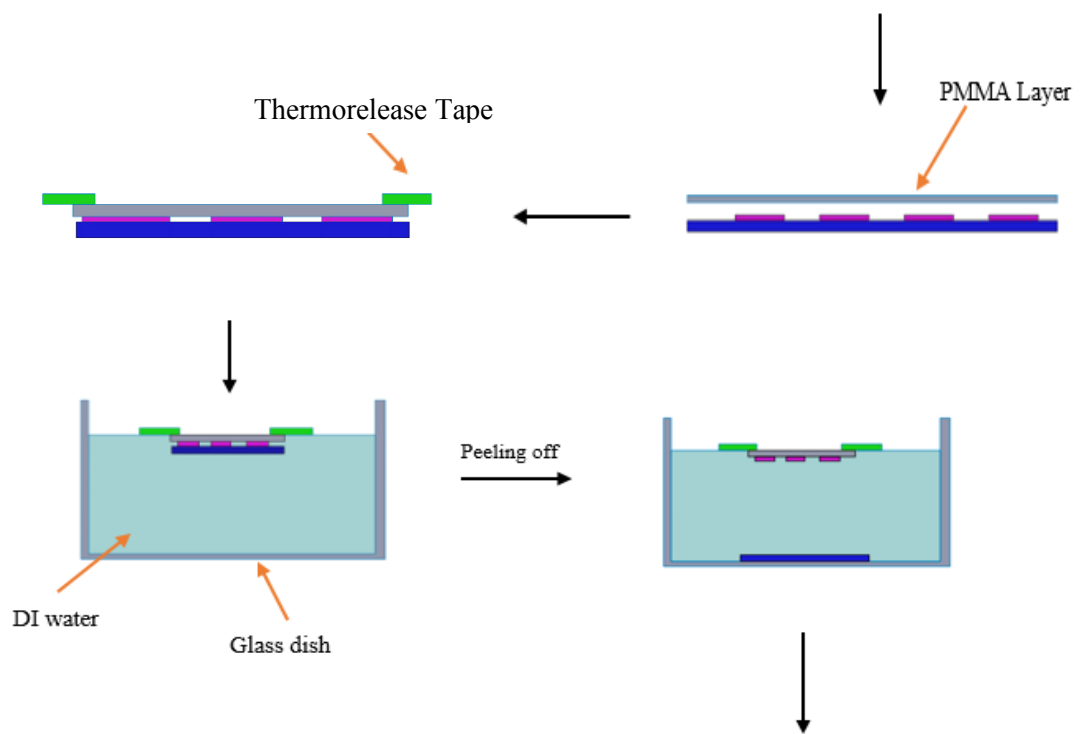 Thermorelease Tape
PMMA Layer
Peeling off
DI water
Glass dish